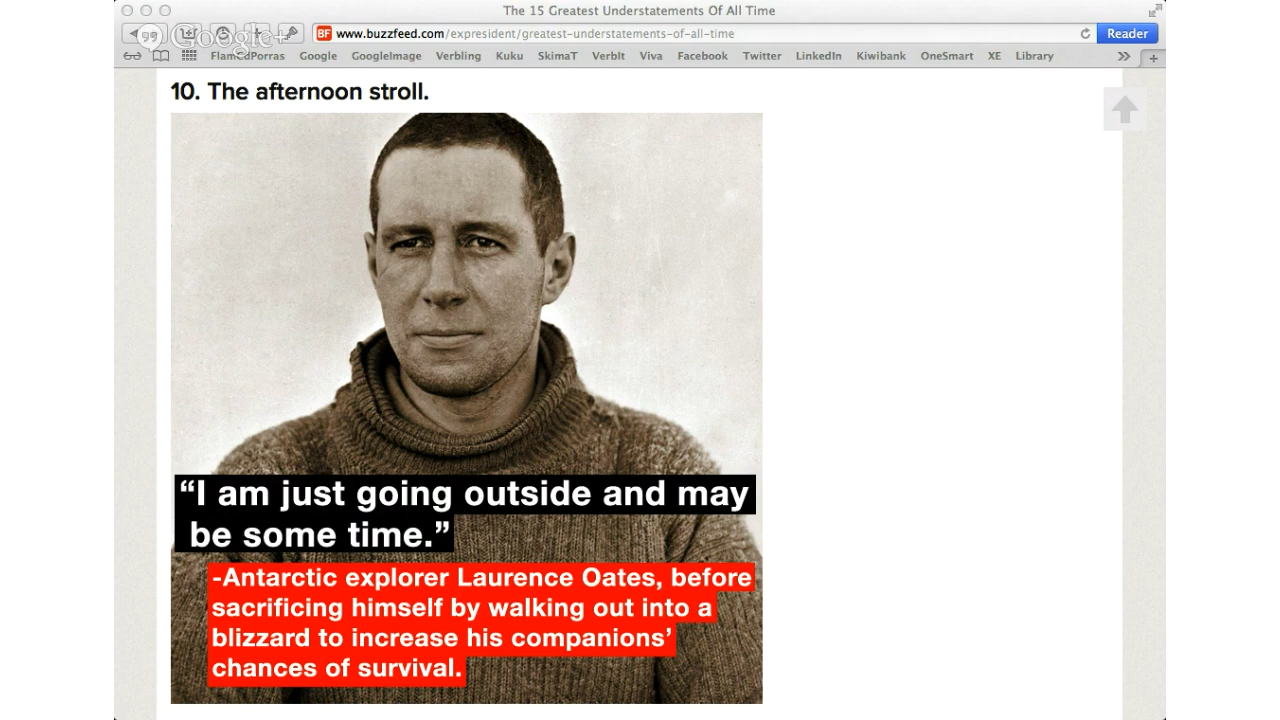 The 15 Greatest Understatements Of All Time
Google+
BF www.buzzfeed.com/expresident/greatest-understatements-of-all-time
Reader
Google GoogleImage Verbling Kuku SkimaT VerbIt Viva Facebook Twitter LinkedIn Kiwibank OneSmart XE Library
10. The afternoon stroll.
“I am just going outside and may
be some time.”
-Antarctic explorer Laurence Oates, before
sacrificing himself by walking out into a
blizzard to increase his companions’
chances of survival.